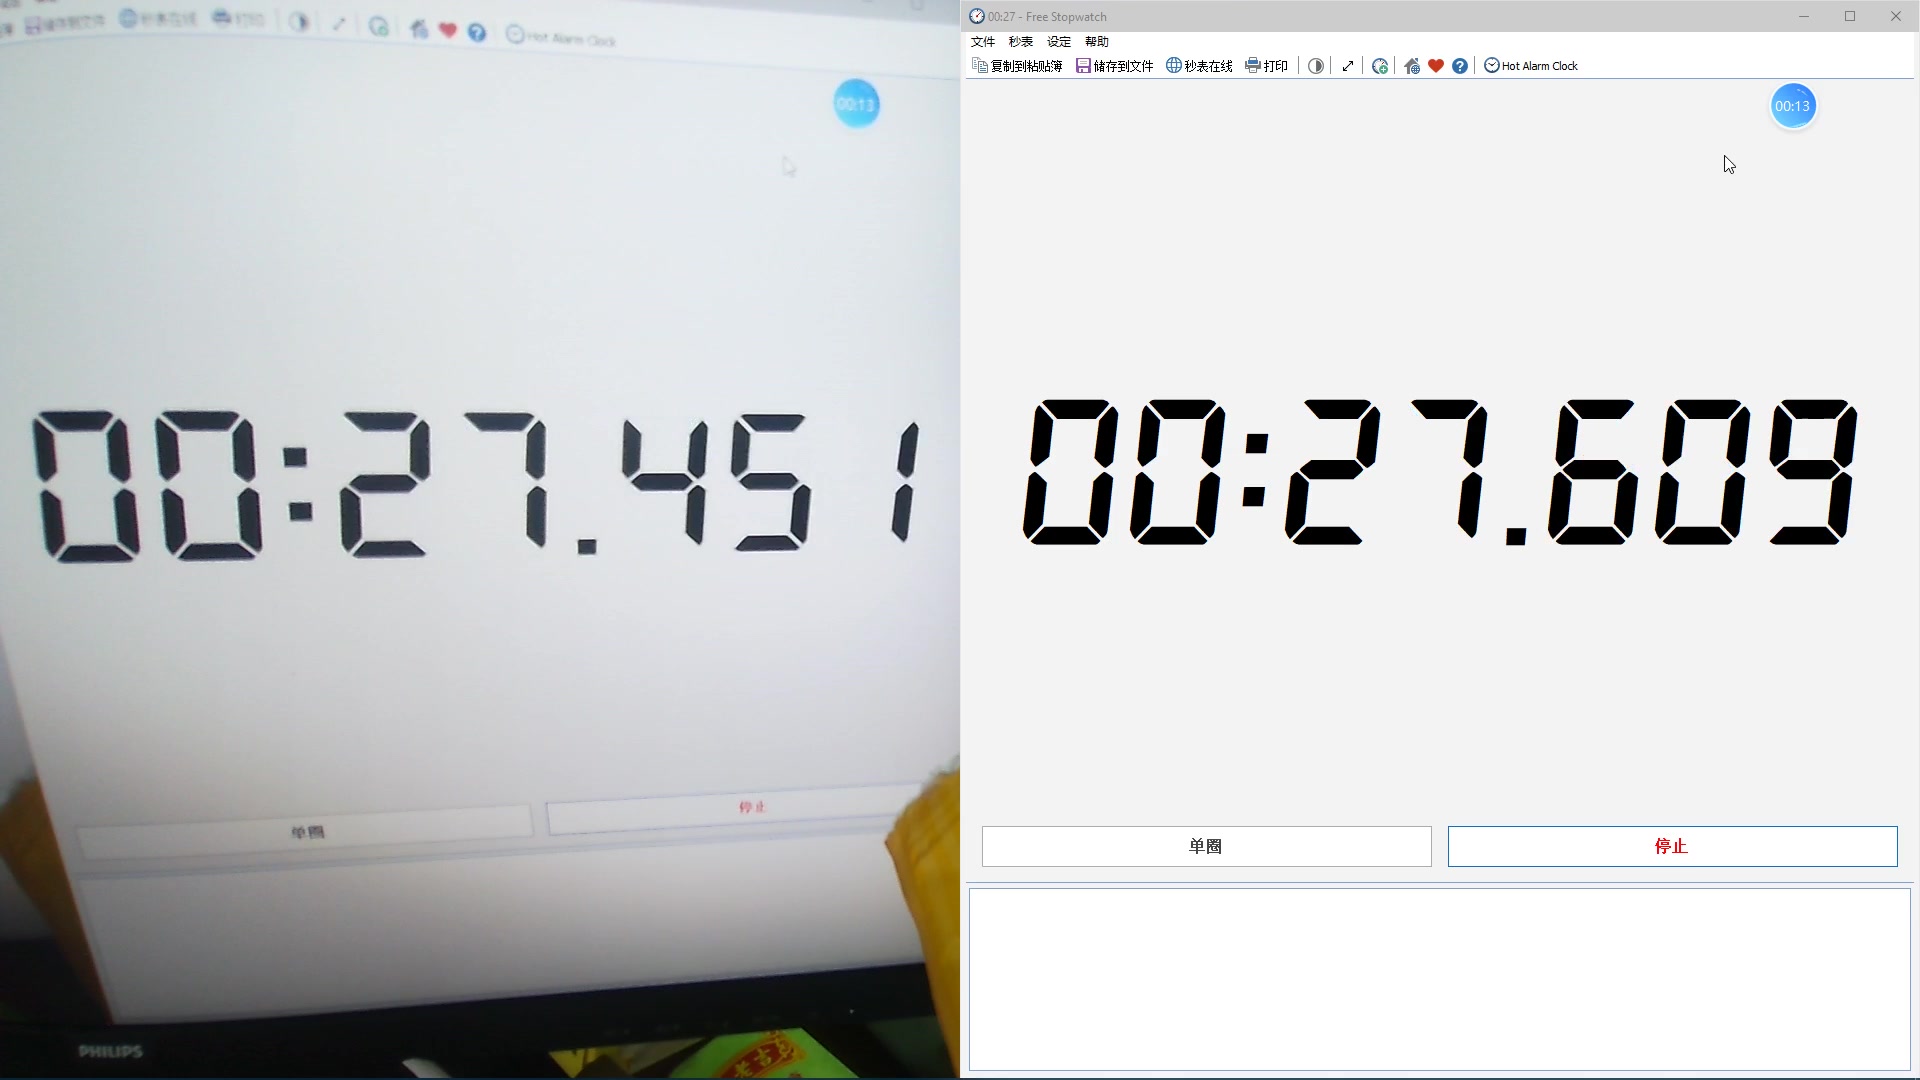 储存到文件 秒表在线 打印 Hot Alarm Clock
00:13
00:27.451
单圈 停止
PHILIPS
00:27 - Free Stopwatch
文件 秒表 设定 帮助
复制到粘贴簿 储存到文件 秒表在线 打印 Hot Alarm Clock
00:13
00:27.609
单圈 停止